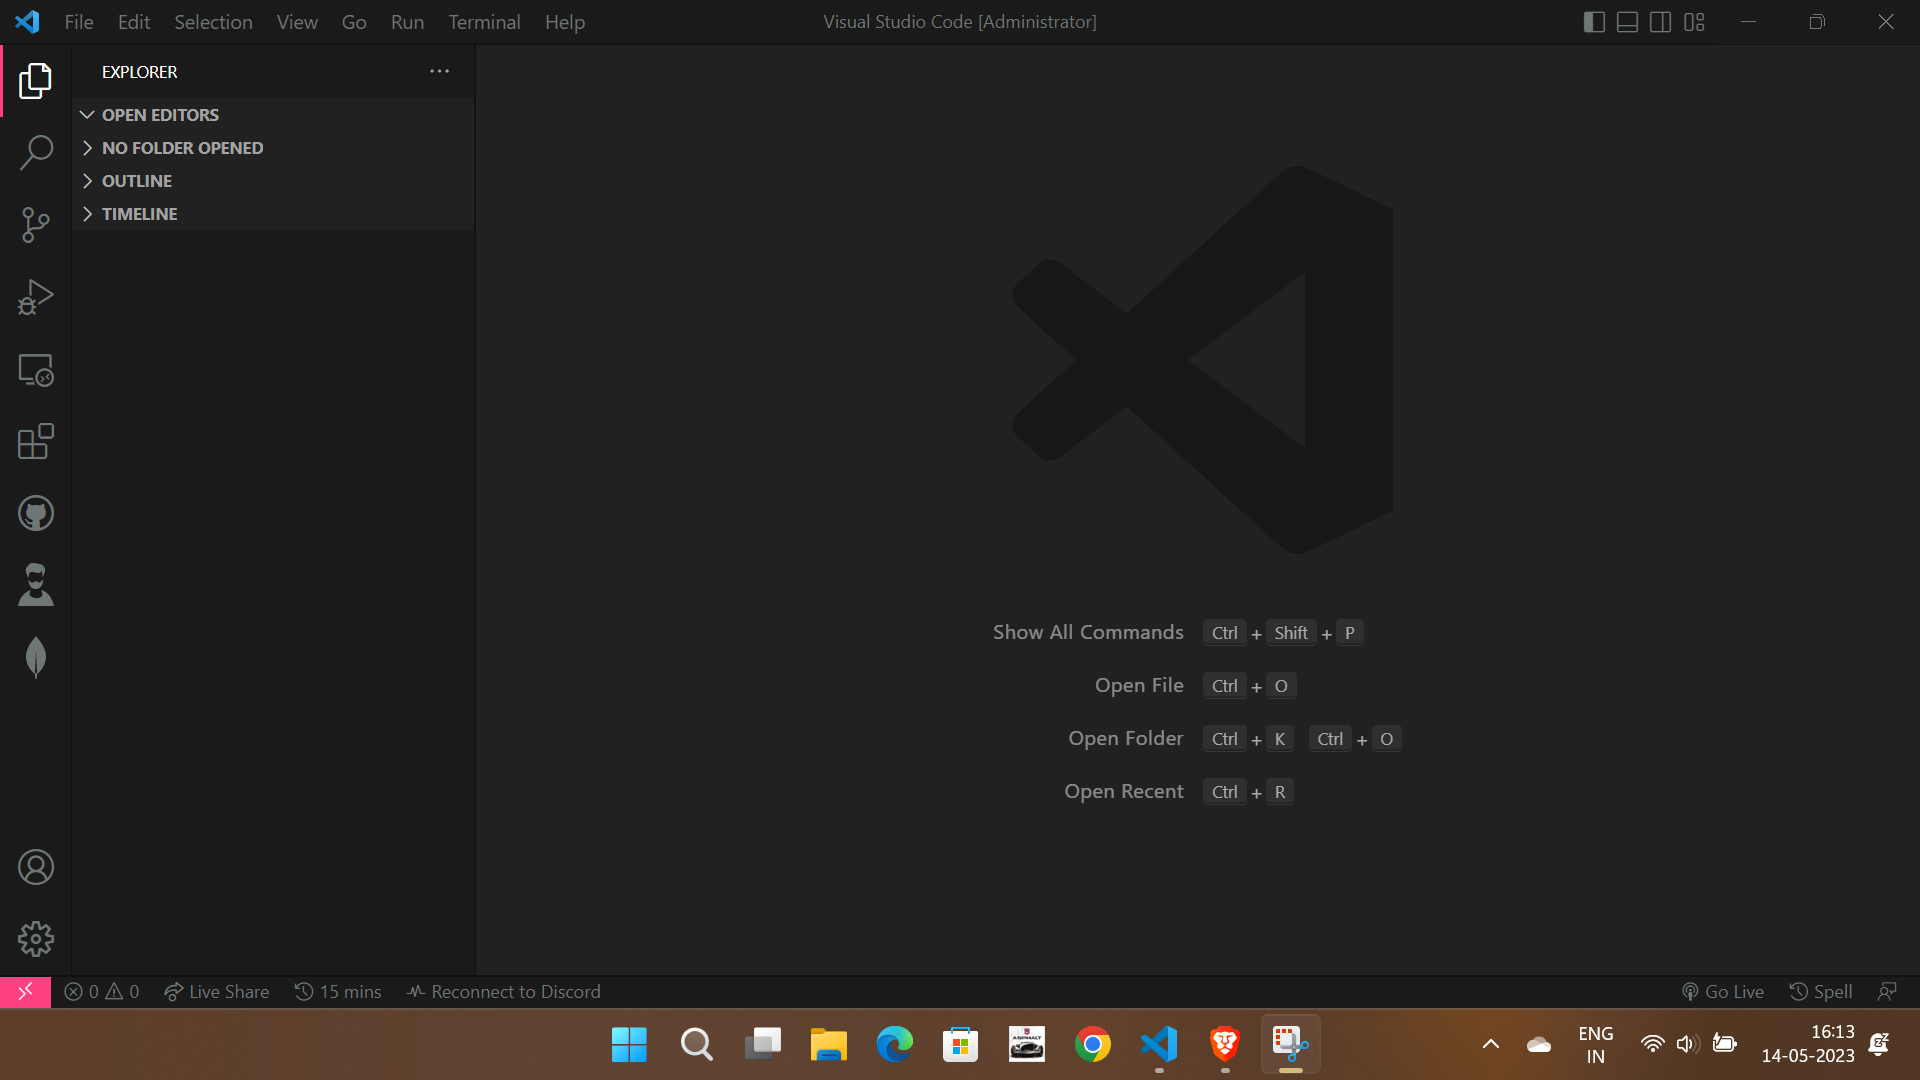 File Edit Selection View Go Run Terminal Help
Visual Studio Code [Administrator]
EXPLORER
OPEN EDITORS
NO FOLDER OPENED
OUTLINE
TIMELINE
Show All Commands Ctrl + Shift + P
Open File Ctrl + O
Open Folder Ctrl + K Ctrl + O
Open Recent Ctrl + R
0 0 Live Share 15 mins Reconnect to Discord
Go Live Spell
ASPHALT
ENG
IN
16:13
14-05-2023